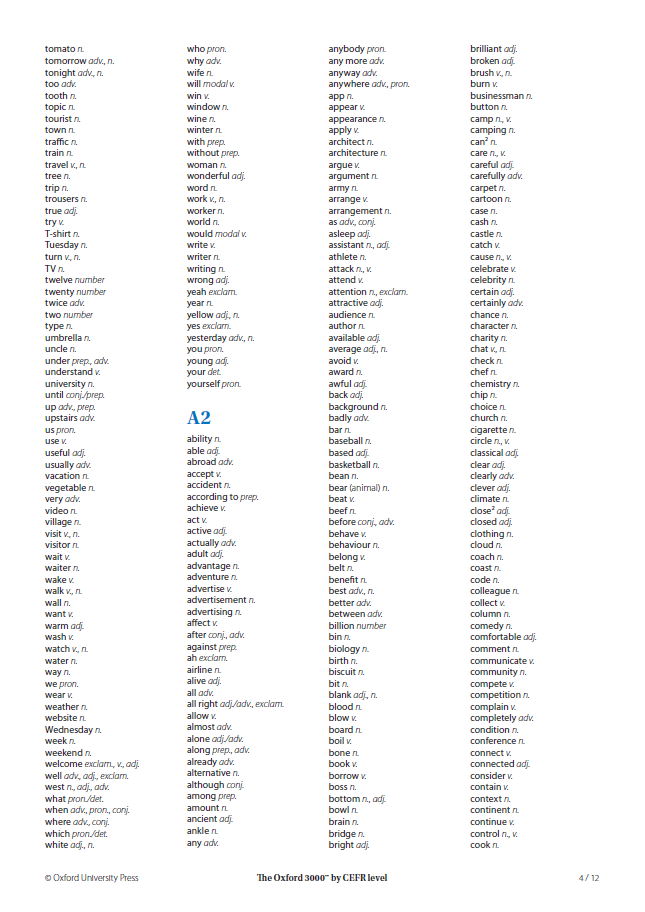 tomato n.
tomorrow adv., n.
tonight adv., n.
too adv.
tooth n.
topic n.
tourist n.
town n.
traffic n.
train n.
travel v., n.
tree n.
trip n.
trousers n.
true adj.
try v.
T-shirt n.
Tuesday n.
turn v., n.
TV n.
twelve number
twenty number
twice adv.
two number
type n.
umbrella n.
uncle n.
under prep., adv.
understand v.
university n.
until conj./prep.
up adv., prep.
upstairs adv.
us pron.
use v.
useful adj.
usually adv.
vacation n.
vegetable n.
very adv.
video n.
village n.
visit v., n.
visitor n.
wait v.
waiter n.
wake v.
walk v., n.
wall n.
want v.
warm adj.
wash v.
watch v., n.
water n.
way n.
we pron.
wear v.
weather n.
website n.
Wednesday n.
week n.
weekend n.
welcome exclam., v., adj.
well adv., adj., exclam.
west n., adj., adv.
what pron./det.
when adv., pron., conj.
where adv., conj.
which pron./det.
white adj., n.
who pron.
why adv.
wife n.
will modal v.
win v.
window n.
wine n.
winter n.
with prep.
without prep.
woman n.
wonderful adj.
word n.
work v., n.
worker n.
world n.
would modal v.
write v.
writer n.
writing n.
wrong adj.
yeah exclam.
year n.
yellow adj., n.
yes exclam.
yesterday adv., n.
you pron.
young adj.
your det.
yourself pron.
A2
ability n.
able adj.
abroad adv.
accept v.
accident n.
according to prep.
achieve v.
act v.
active adj.
actually adv.
adult adj.
advantage n.
adventure n.
advertise v.
advertisement n.
advertising n.
affect v.
after conj., adv.
against prep.
ah exclam.
airline n.
alive adj.
all adv.
all right adj./adv., exclam.
allow v.
almost adv.
alone adj./adv.
along prep., adv.
already adv.
alternative n.
although conj.
among prep.
amount n.
ancient adj.
ankle n.
any adv.
anybody pron.
any more adv.
anyway adv.
anywhere adv., pron.
app n.
appear v.
appearance n.
apply v.
architect n.
architecture n.
argue v.
argument n.
army n.
arrange v.
arrangement n.
as adv., conj.
asleep adj.
assistant n., adj.
athlete n.
attack n., v.
attend v.
attention n., exclam.
attractive adj.
audience n.
author n.
available adj.
average adj., n.
avoid v.
award n.
awful adj.
back adj.
background n.
badly adv.
bar n.
baseball n.
based adj.
basketball n.
bean n.
bear (animal) n.
beat v.
beef n.
before conj., adv.
behave v.
behaviour n.
belong v.
belt n.
benefit n.
best adv., n.
better adv.
between adv.
billion number
bin n.
biology n.
birth n.
biscuit n.
bit n.
blank adj., n.
blood n.
blow v.
board n.
boil v.
bone n.
book v.
borrow v.
boss n.
bottom n., adj.
bowl n.
brain n.
bridge n.
bright adj.
brilliant adj.
broken adj.
brush v., n.
burn v.
businessman n.
button n.
camp n., v.
camping n.
can² n.
care n., v.
careful adj.
carefully adv.
carpet n.
cartoon n.
case n.
cash n.
castle n.
catch v.
cause n., v.
celebrate v.
celebrity n.
certain adj.
certainly adv.
chance n.
character n.
charity n.
chat v., n.
check n.
chef n.
chemistry n.
chip n.
choice n.
church n.
cigarette n.
circle n., v.
classical adj.
clear adj.
clearly adv.
clever adj.
climate n.
close² adj.
closed adj.
clothing n.
cloud n.
coach n.
coast n.
code n.
colleague n.
collect v.
column n.
comedy n.
comfortable adj.
comment n.
communicate v.
community n.
compete v.
competition n.
complain v.
completely adv.
condition n.
conference n.
connect v.
connected adj.
consider v.
contain v.
context n.
continent n.
continue v.
control n., v.
cook n.
© Oxford University Press
The Oxford 3000™ by CEFR level
4 / 12